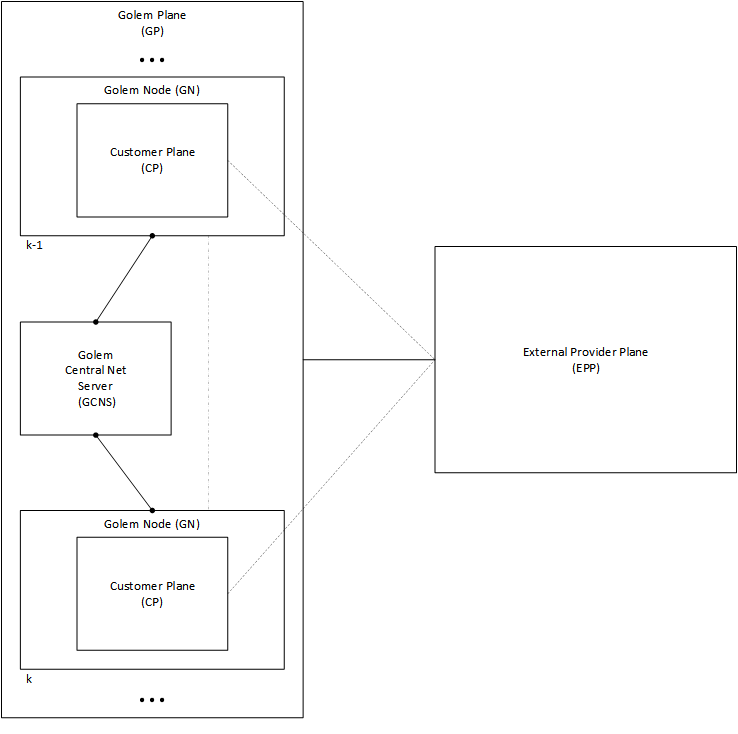 Golem Plane
(GP)
Golem Node (GN)
Customer Plane
(CP)
k-1
Golem
Central Net
Server
(GCNS)
External Provider Plane
(EPP)
Golem Node (GN)
Customer Plane
(CP)
k